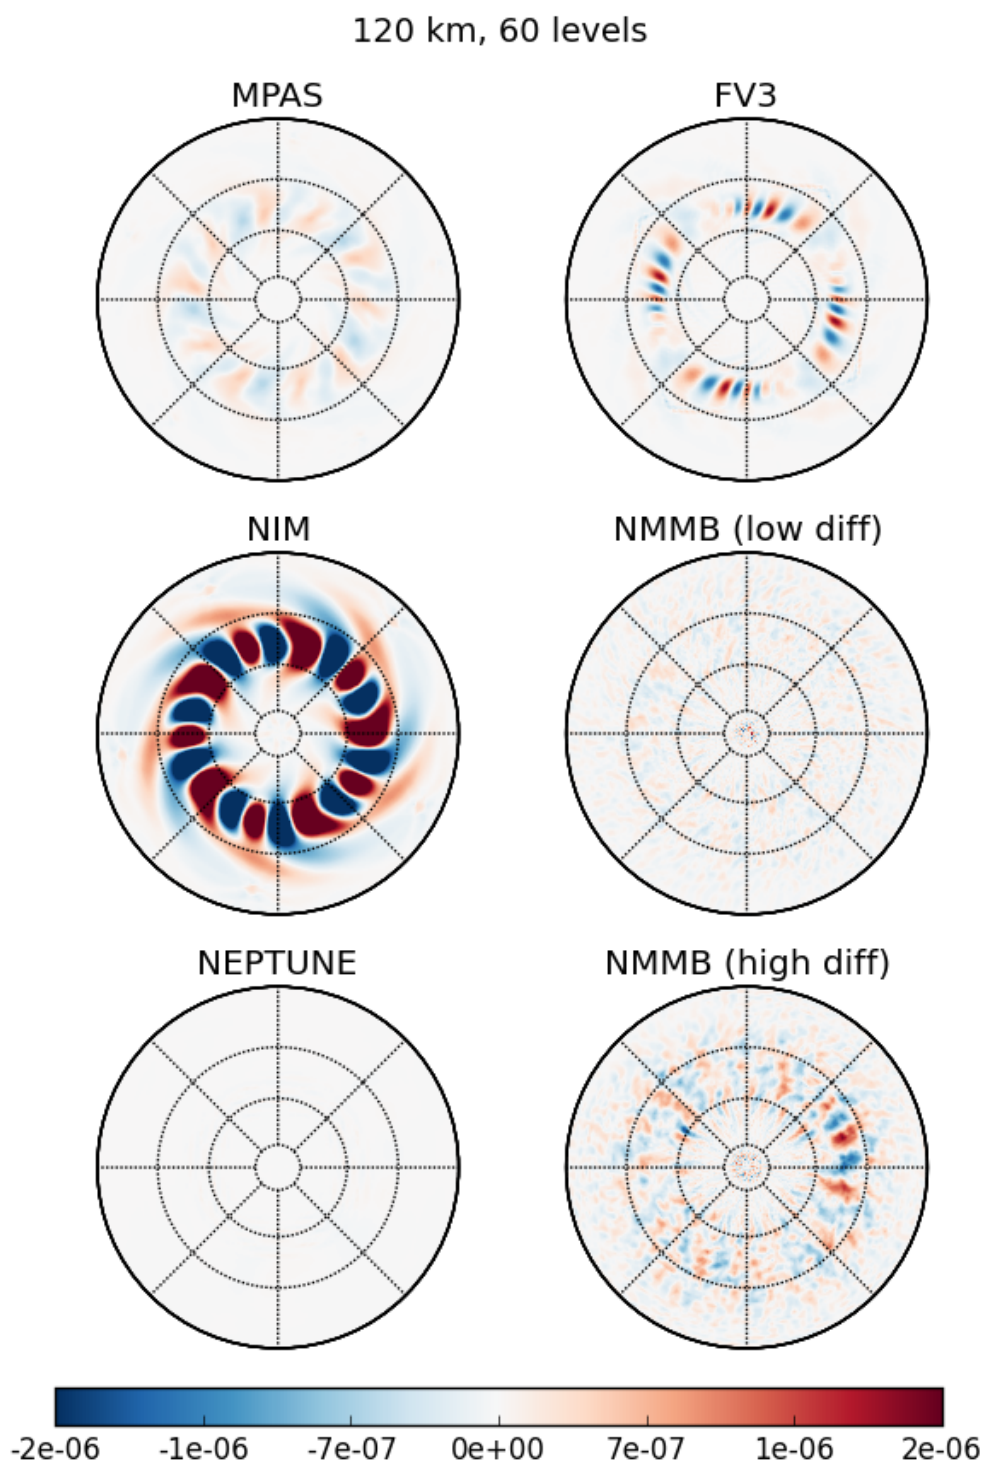 120 km, 60 levels
MPAS
FV3
NIM
NMMB (low diff)
NEPTUNE
NMMB (high diff)
-2e-06 -1e-06 -7e-07 0e+00 7e-07 1e-06 2e-06